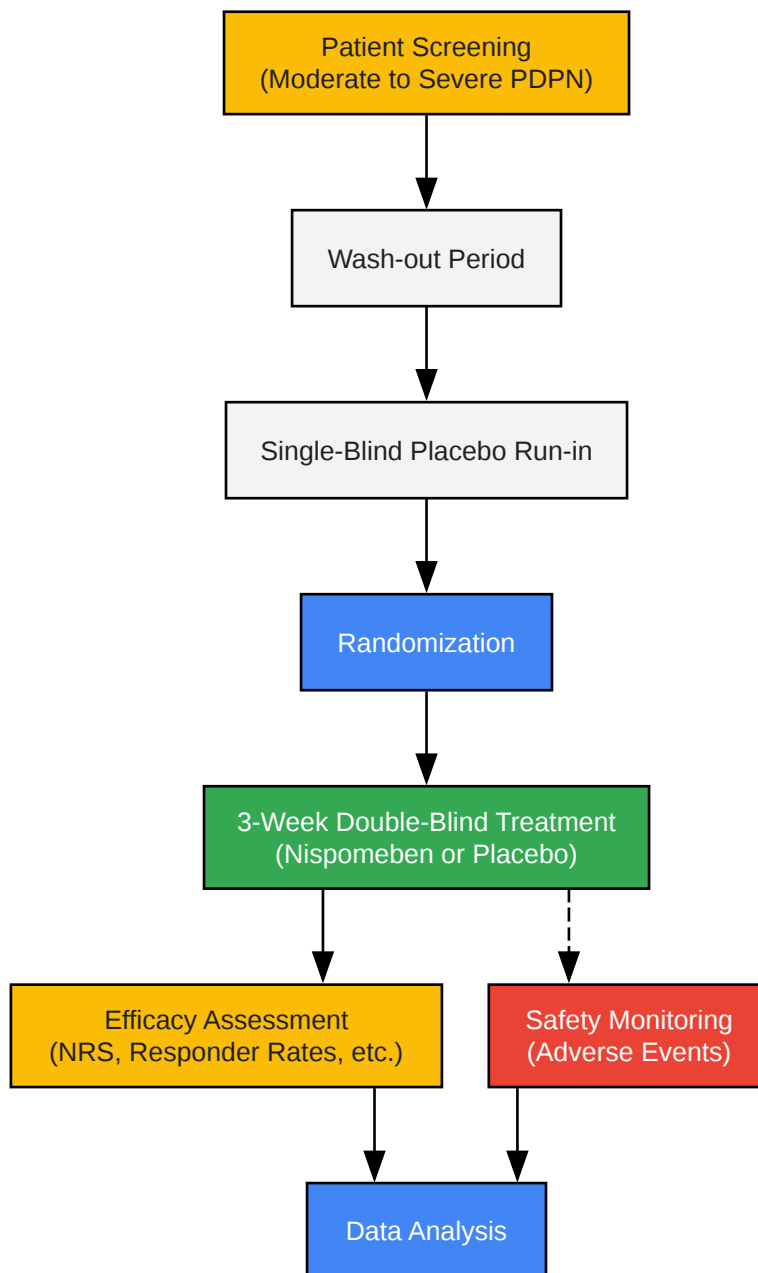 Patient Screening
(Moderate to Severe PDPN)
Wash-out Period
Single-Blind Placebo Run-in
Randomization
3-Week Double-Blind Treatment
(Nispomeben or Placebo)
Efficacy Assessment
(NRS, Responder Rates, etc.)
Safety Monitoring
(Adverse Events)
Data Analysis